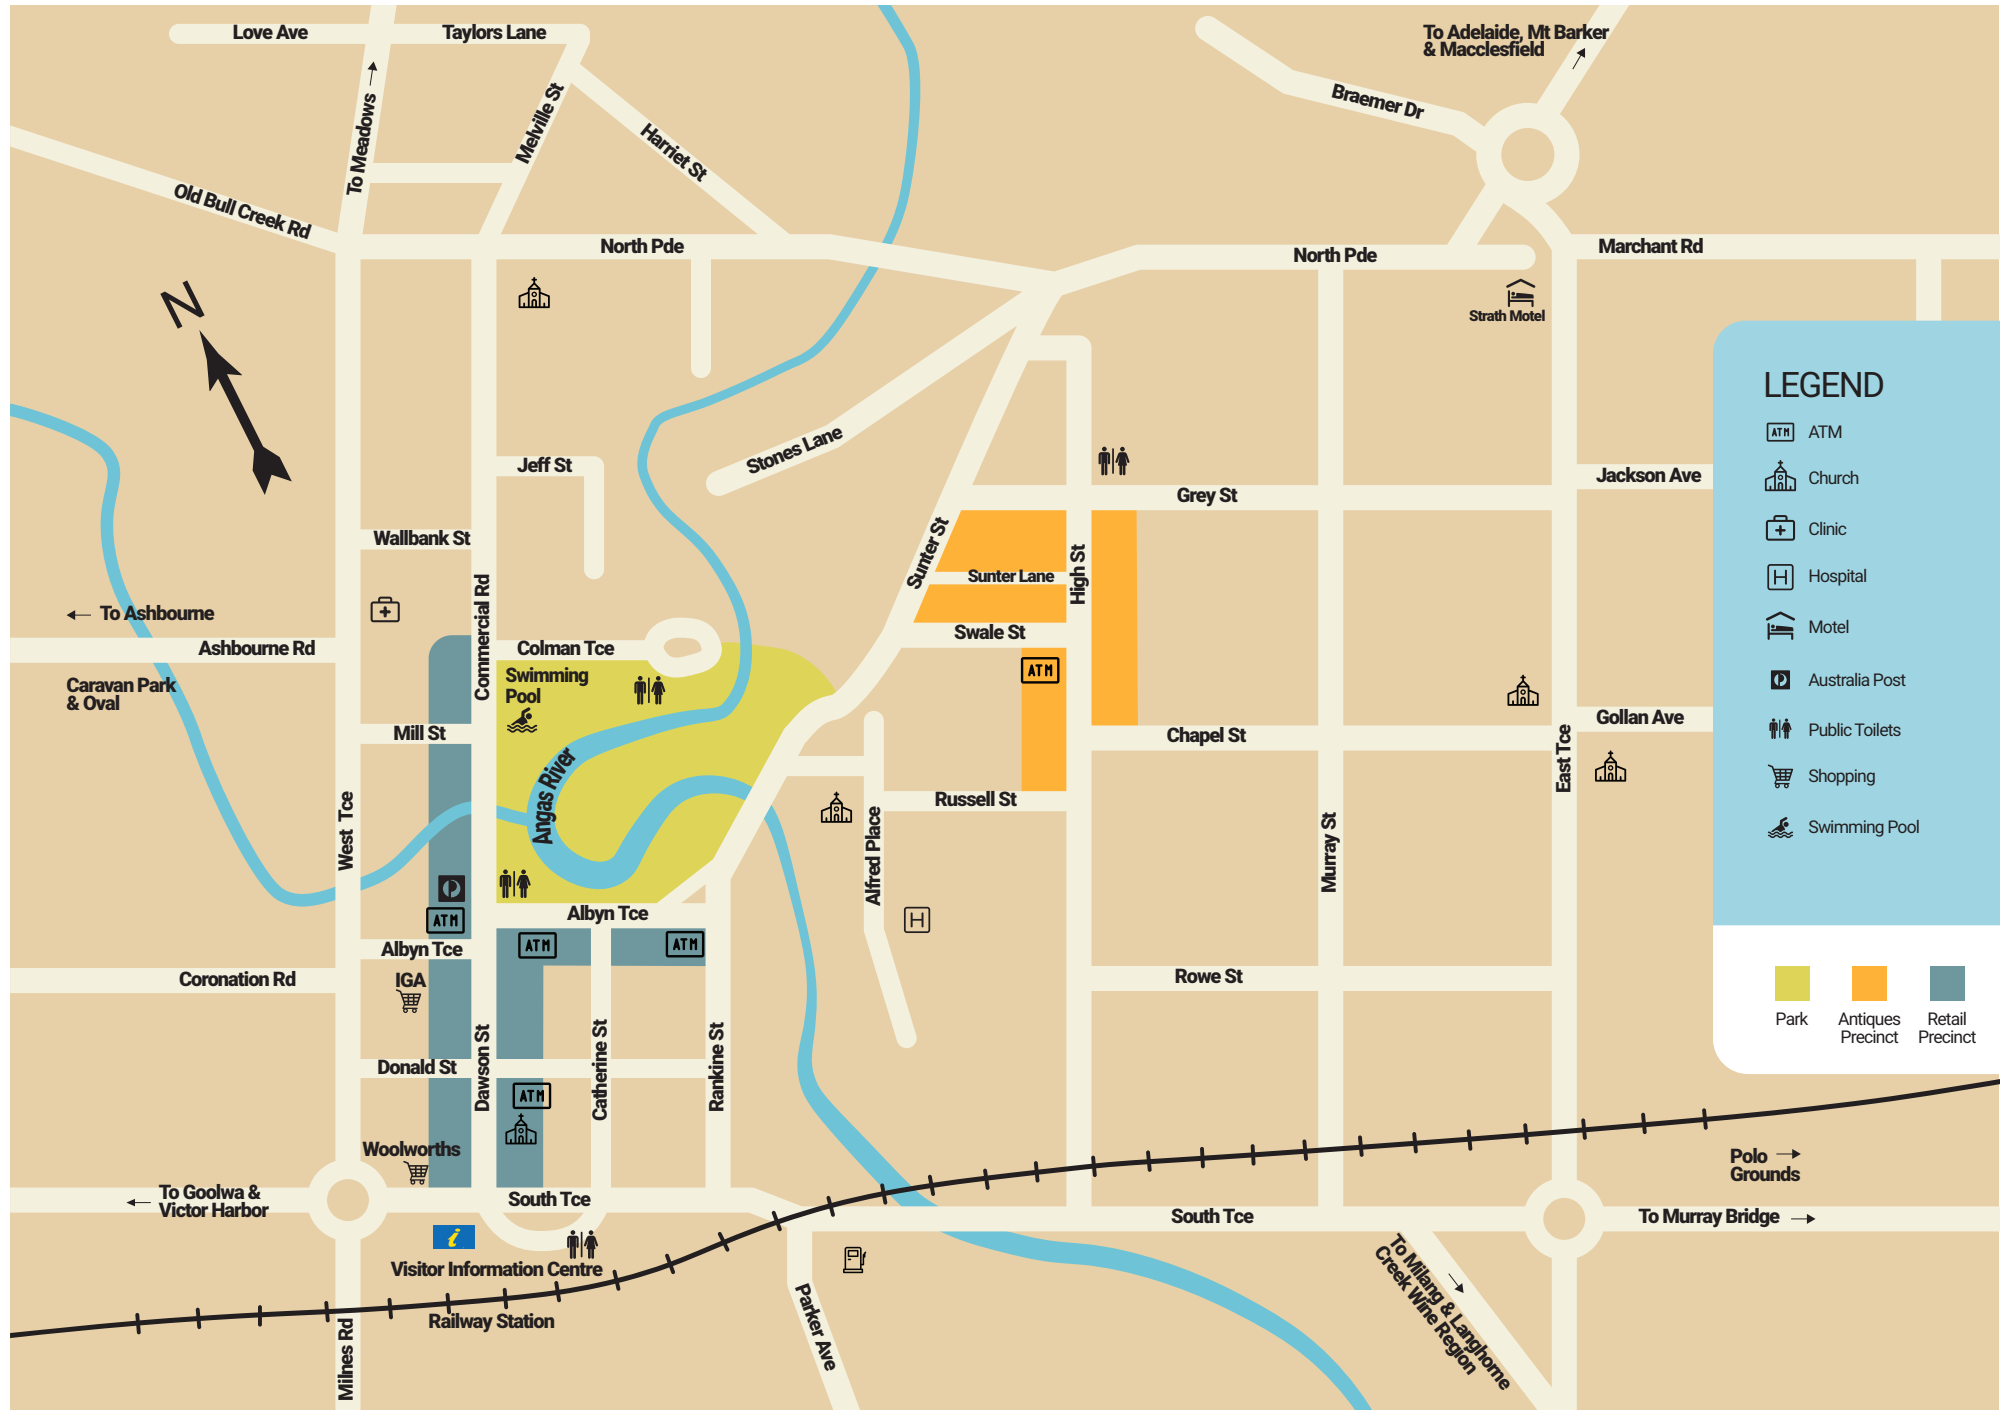 Love Ave
Taylors Lane
To Adelaide, Mt Barker
& Macclesfield
Braemer Dr
To Meadows
Melville St
Harriet St
Old Bull Creek Rd
North Pde
North Pde
Marchant Rd
N
Strath Motel
Stones Lane
Jeff St
Wallbank St
Grey St
Jackson Ave
Sunter St
Sunter Lane
High St
Commercial Rd
To Ashbourne
Ashbourne Rd
Colman Tce
Swale St
Caravan Park
& Oval
Swimming
Pool
ATM
Mill St
Chapel St
Gollan Ave
East Tce
Angas River
West Tce
Russell St
Alfred Place
Murray St
H
ATM
Albyn Tce
Albyn Tce
ATM
ATM
Coronation Rd
IGA
Rowe St
Dawson St
Catherine St
Rankine St
Donald St
ATM
Woolworths
To Goolwa &
Victor Harbor
South Tce
South Tce
Polo
Grounds
To Murray Bridge
i
Visitor Information Centre
Railway Station
Milnes Rd
Parker Ave
To Milang & Langhorne
Creek Wine Region
LEGEND
ATM ATM
Church
Clinic
H Hospital
Motel
Australia Post
Public Toilets
Shopping
Swimming Pool
Park
Antiques
Precinct
Retail
Precinct